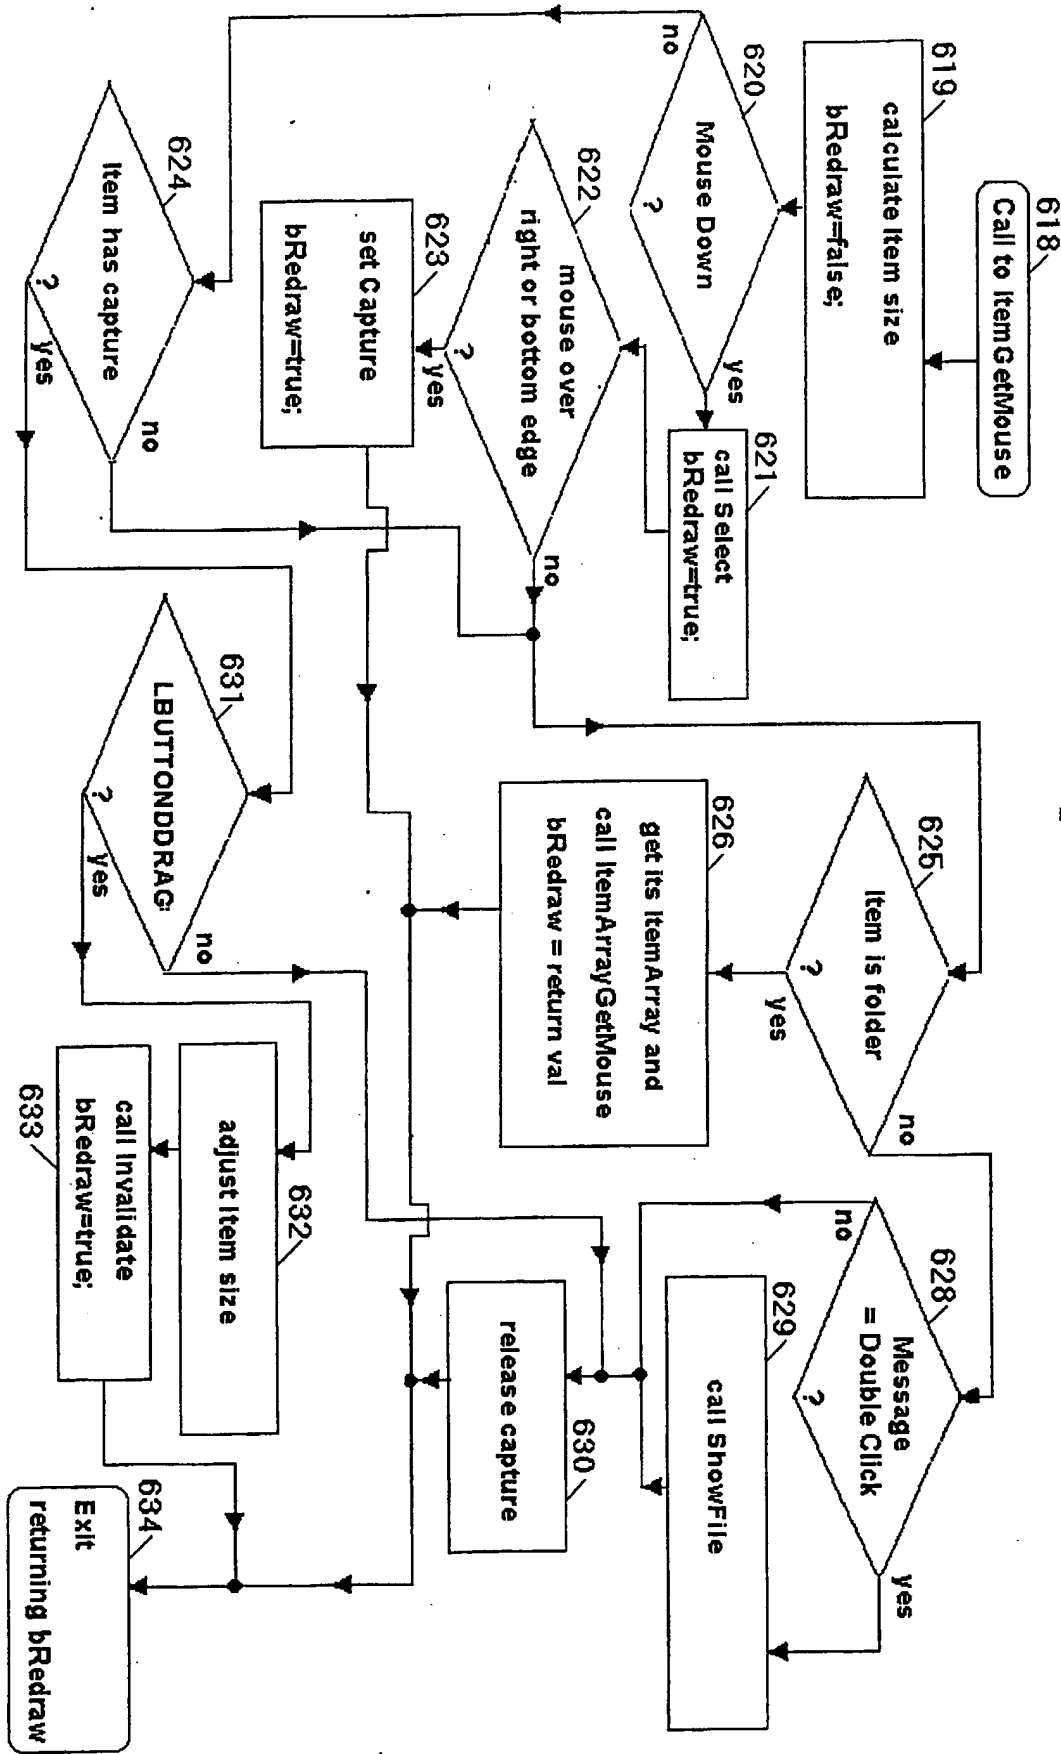 618
Call to ItemGetMouse
619
calculate Item size
bRedraw=false;
620
Mouse Down
?
no
yes
621
call Select
bRedraw=true;
622
mouse over
right or bottom edge
?
yes
no
623
set Capture
bRedraw=true;
624
Item has capture
?
yes
no
625
Item is folder
?
yes
no
626
get its ItemArray and
call ItemArrayGetMouse
bRedraw = return val
628
Message
= Double Click
?
no
yes
629
call ShowFile
630
release capture
631
LBUTTONDDRAG
?
yes
no
632
adjust Item size
633
call Invalidate
bRedraw=true;
634
Exit
returning bRedraw